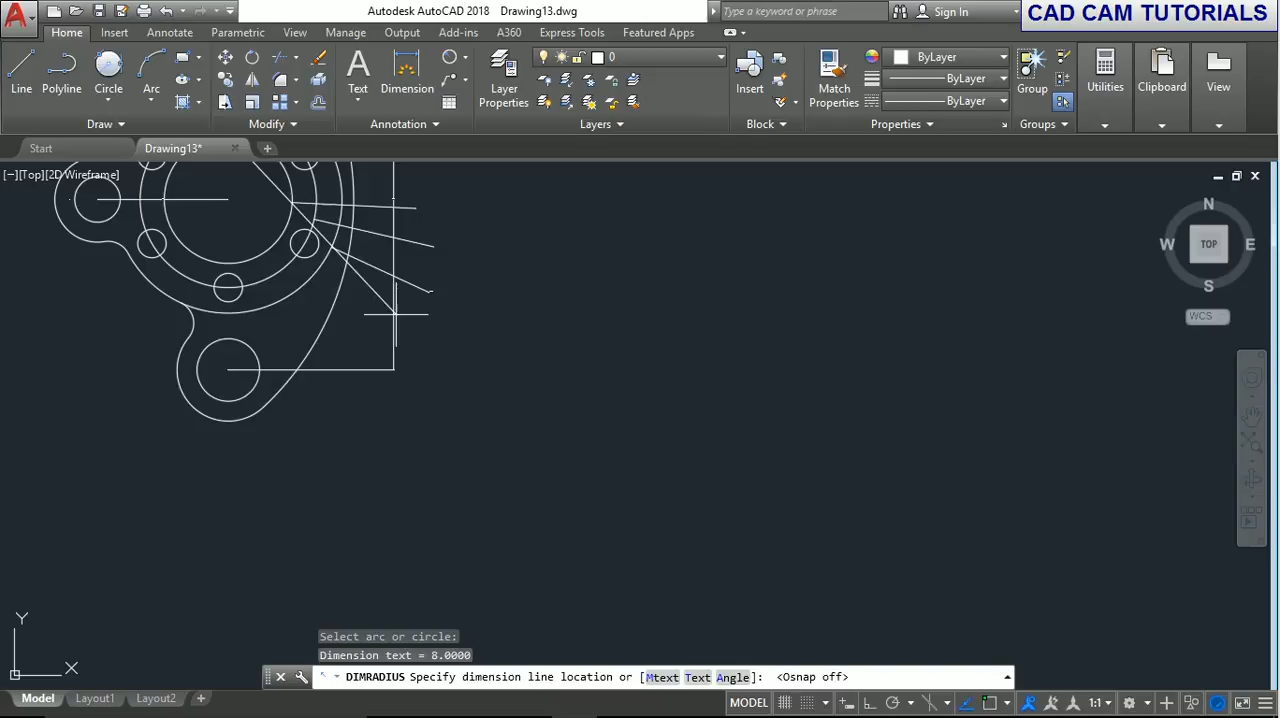 Autodesk AutoCAD 2018 Drawing13.dwg
Type a keyword or phrase
Sign In
CAD CAM TUTORIALS
Home Insert Annotate Parametric View Manage Output Add-ins A360 Express Tools Featured Apps
Line Polyline Circle Arc
Text Dimension
Layer Properties
0
Insert
Match Properties
ByLayer
ByLayer
ByLayer
Group Utilities Clipboard View
Draw Modify Annotation Layers Block Properties Groups
Start Drawing13*
[−][Top][2D Wireframe]
N
W TOP E
S
WCS
Y
X
Select arc or circle:
Dimension text = 8.0000
DIMRADIUS Specify dimension line location or [Mtext Text Angle]: <Osnap off>
Model Layout1 Layout2 +
MODEL 1:1